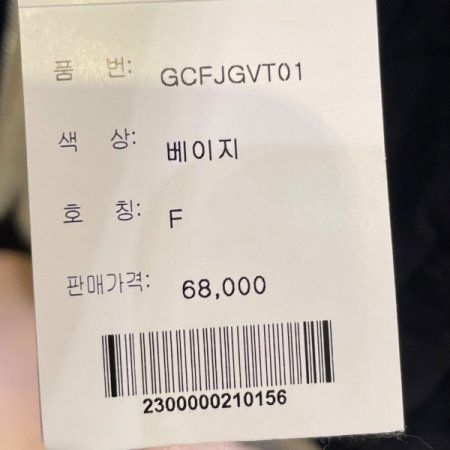 품 번: GCFJGVT01
색 상: 베이지
호 칭: F
판매가격: 68,000
2300000210156